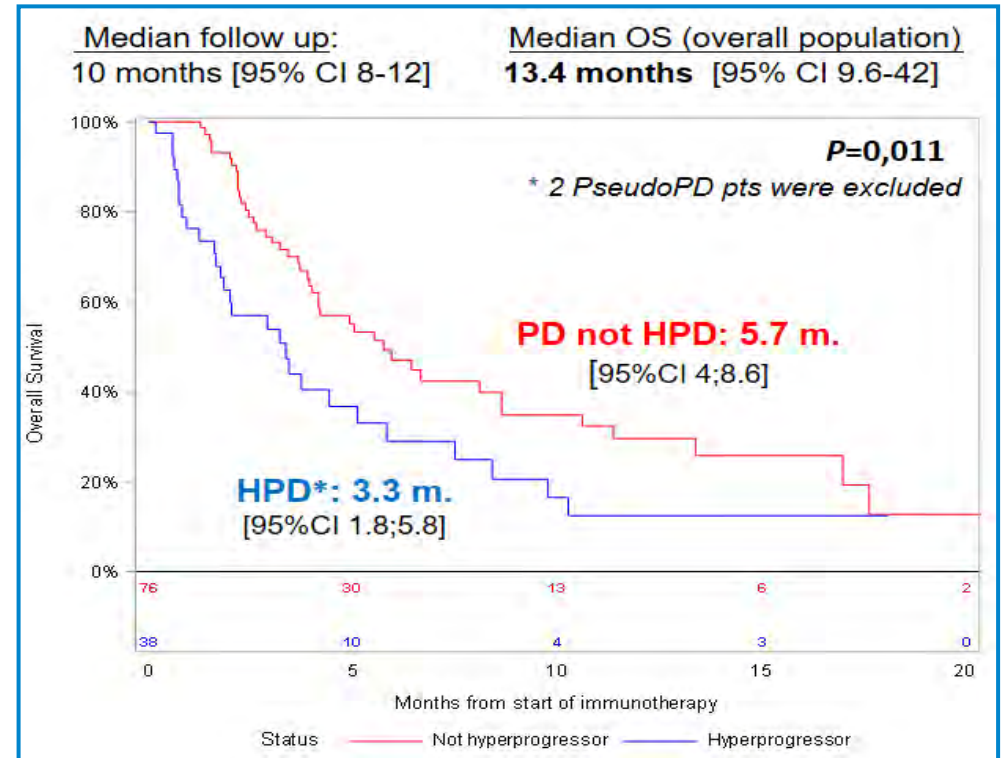 Median follow up:
10 months [95% CI 8-12]
Median OS (overall population)
13.4 months [95% CI 9.6-42]
P=0,011
* 2 PseudoPD pts were excluded
100%
80%
60%
40%
20%
0%
Overall Survival
PD not HPD: 5.7 m.
[95%CI 4;8.6]
HPD*: 3.3 m.
[95%CI 1.8;5.8]
76 30 13 6 2
38 10 4 3 0
0 5 10 15 20
Months from start of immunotherapy
Status Not hyperprogressor Hyperprogressor